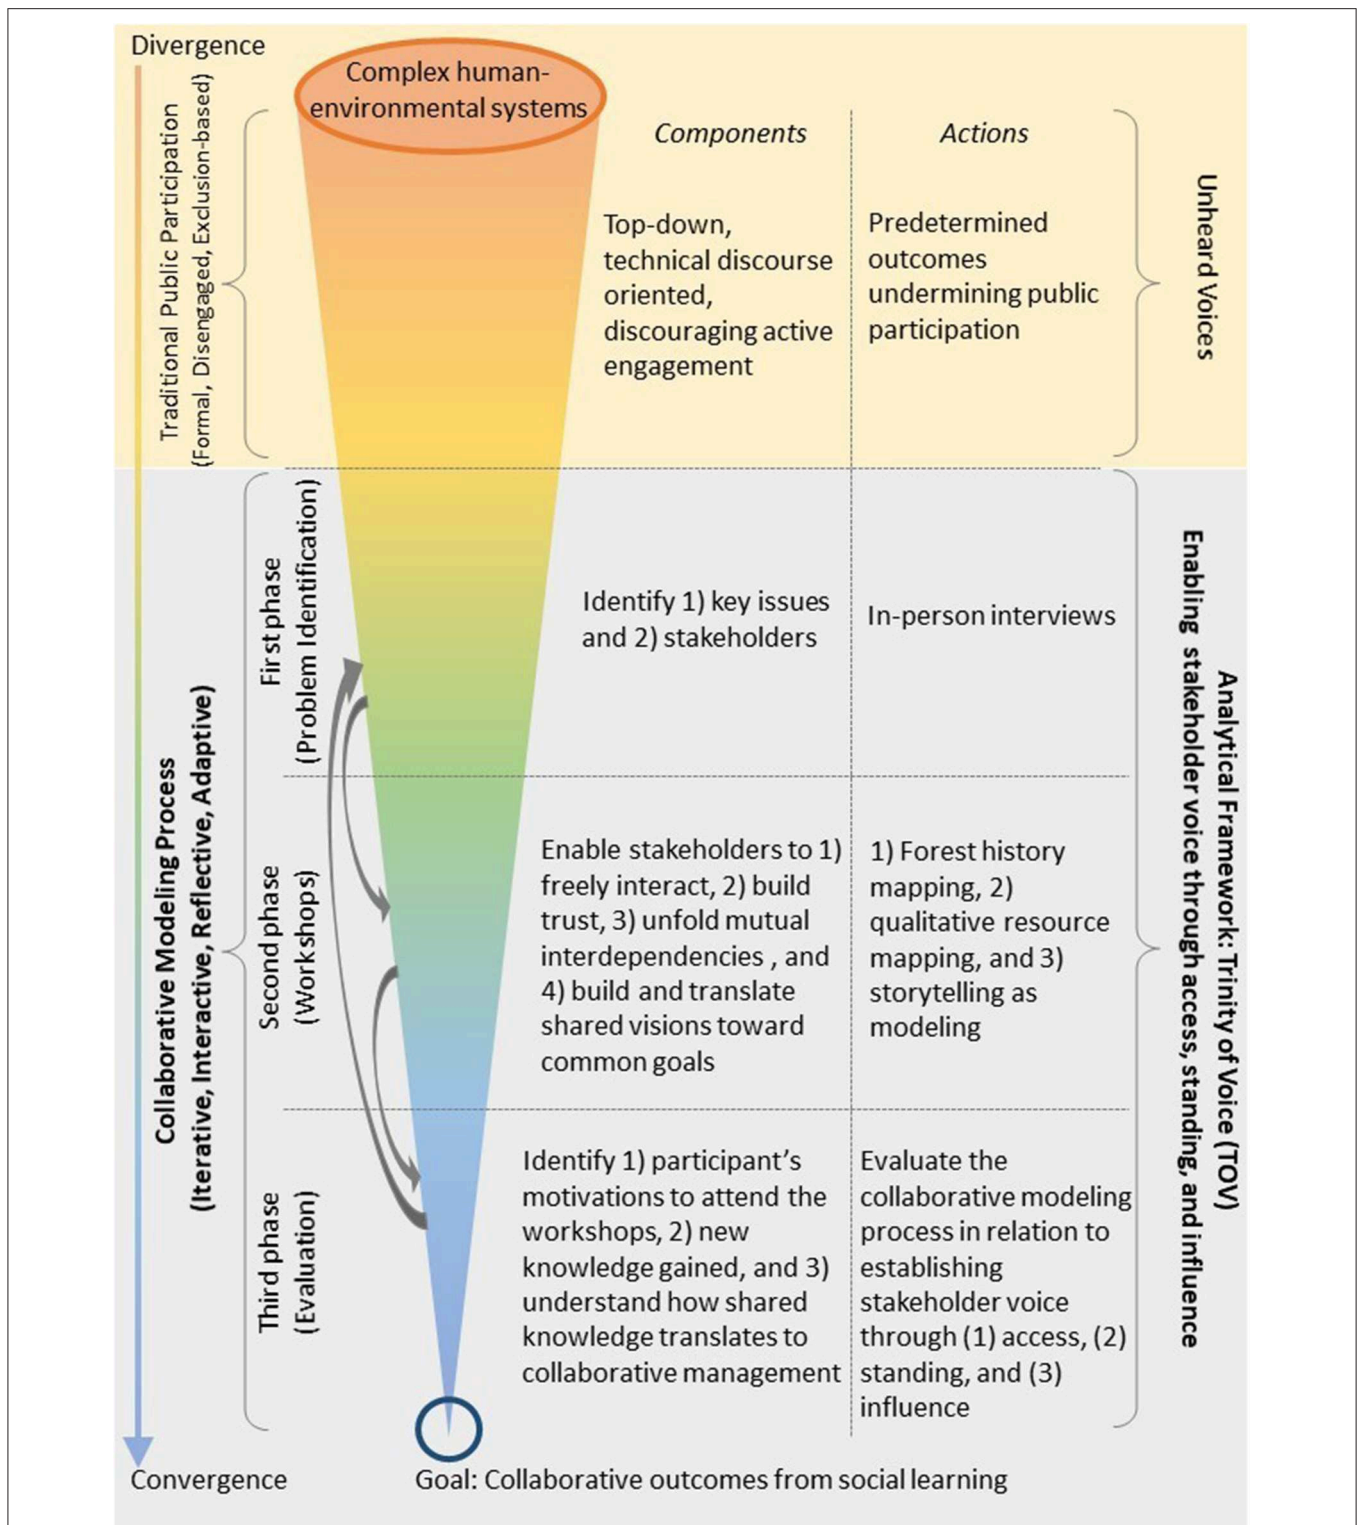 Divergence
Complex human-
environmental systems
Traditional Public Participation
(Formal, Disengaged, Exclusion-based)
Components
Actions
Top-down,
technical discourse
oriented,
discouraging active
engagement
Predetermined
outcomes
undermining public
participation
Unheard Voices
Collaborative Modeling Process
(Iterative, Interactive, Reflective, Adaptive)
First phase
(Problem Identification)
Identify 1) key issues
and 2) stakeholders
In-person interviews
Second phase
(Workshops)
Enable stakeholders to 1)
freely interact, 2) build
trust, 3) unfold mutual
interdependencies , and
4) build and translate
shared visions toward
common goals
1) Forest history
mapping, 2)
qualitative resource
mapping, and 3)
storytelling as
modeling
Third phase
(Evaluation)
Identify 1) participant’s
motivations to attend the
workshops, 2) new
knowledge gained, and 3)
understand how shared
knowledge translates to
collaborative management
Evaluate the
collaborative modeling
process in relation to
establishing
stakeholder voice
through (1) access, (2)
standing, and (3)
influence
Analytical Framework: Trinity of Voice (TOV)
Enabling stakeholder voice through access, standing, and influence
Convergence
Goal: Collaborative outcomes from social learning